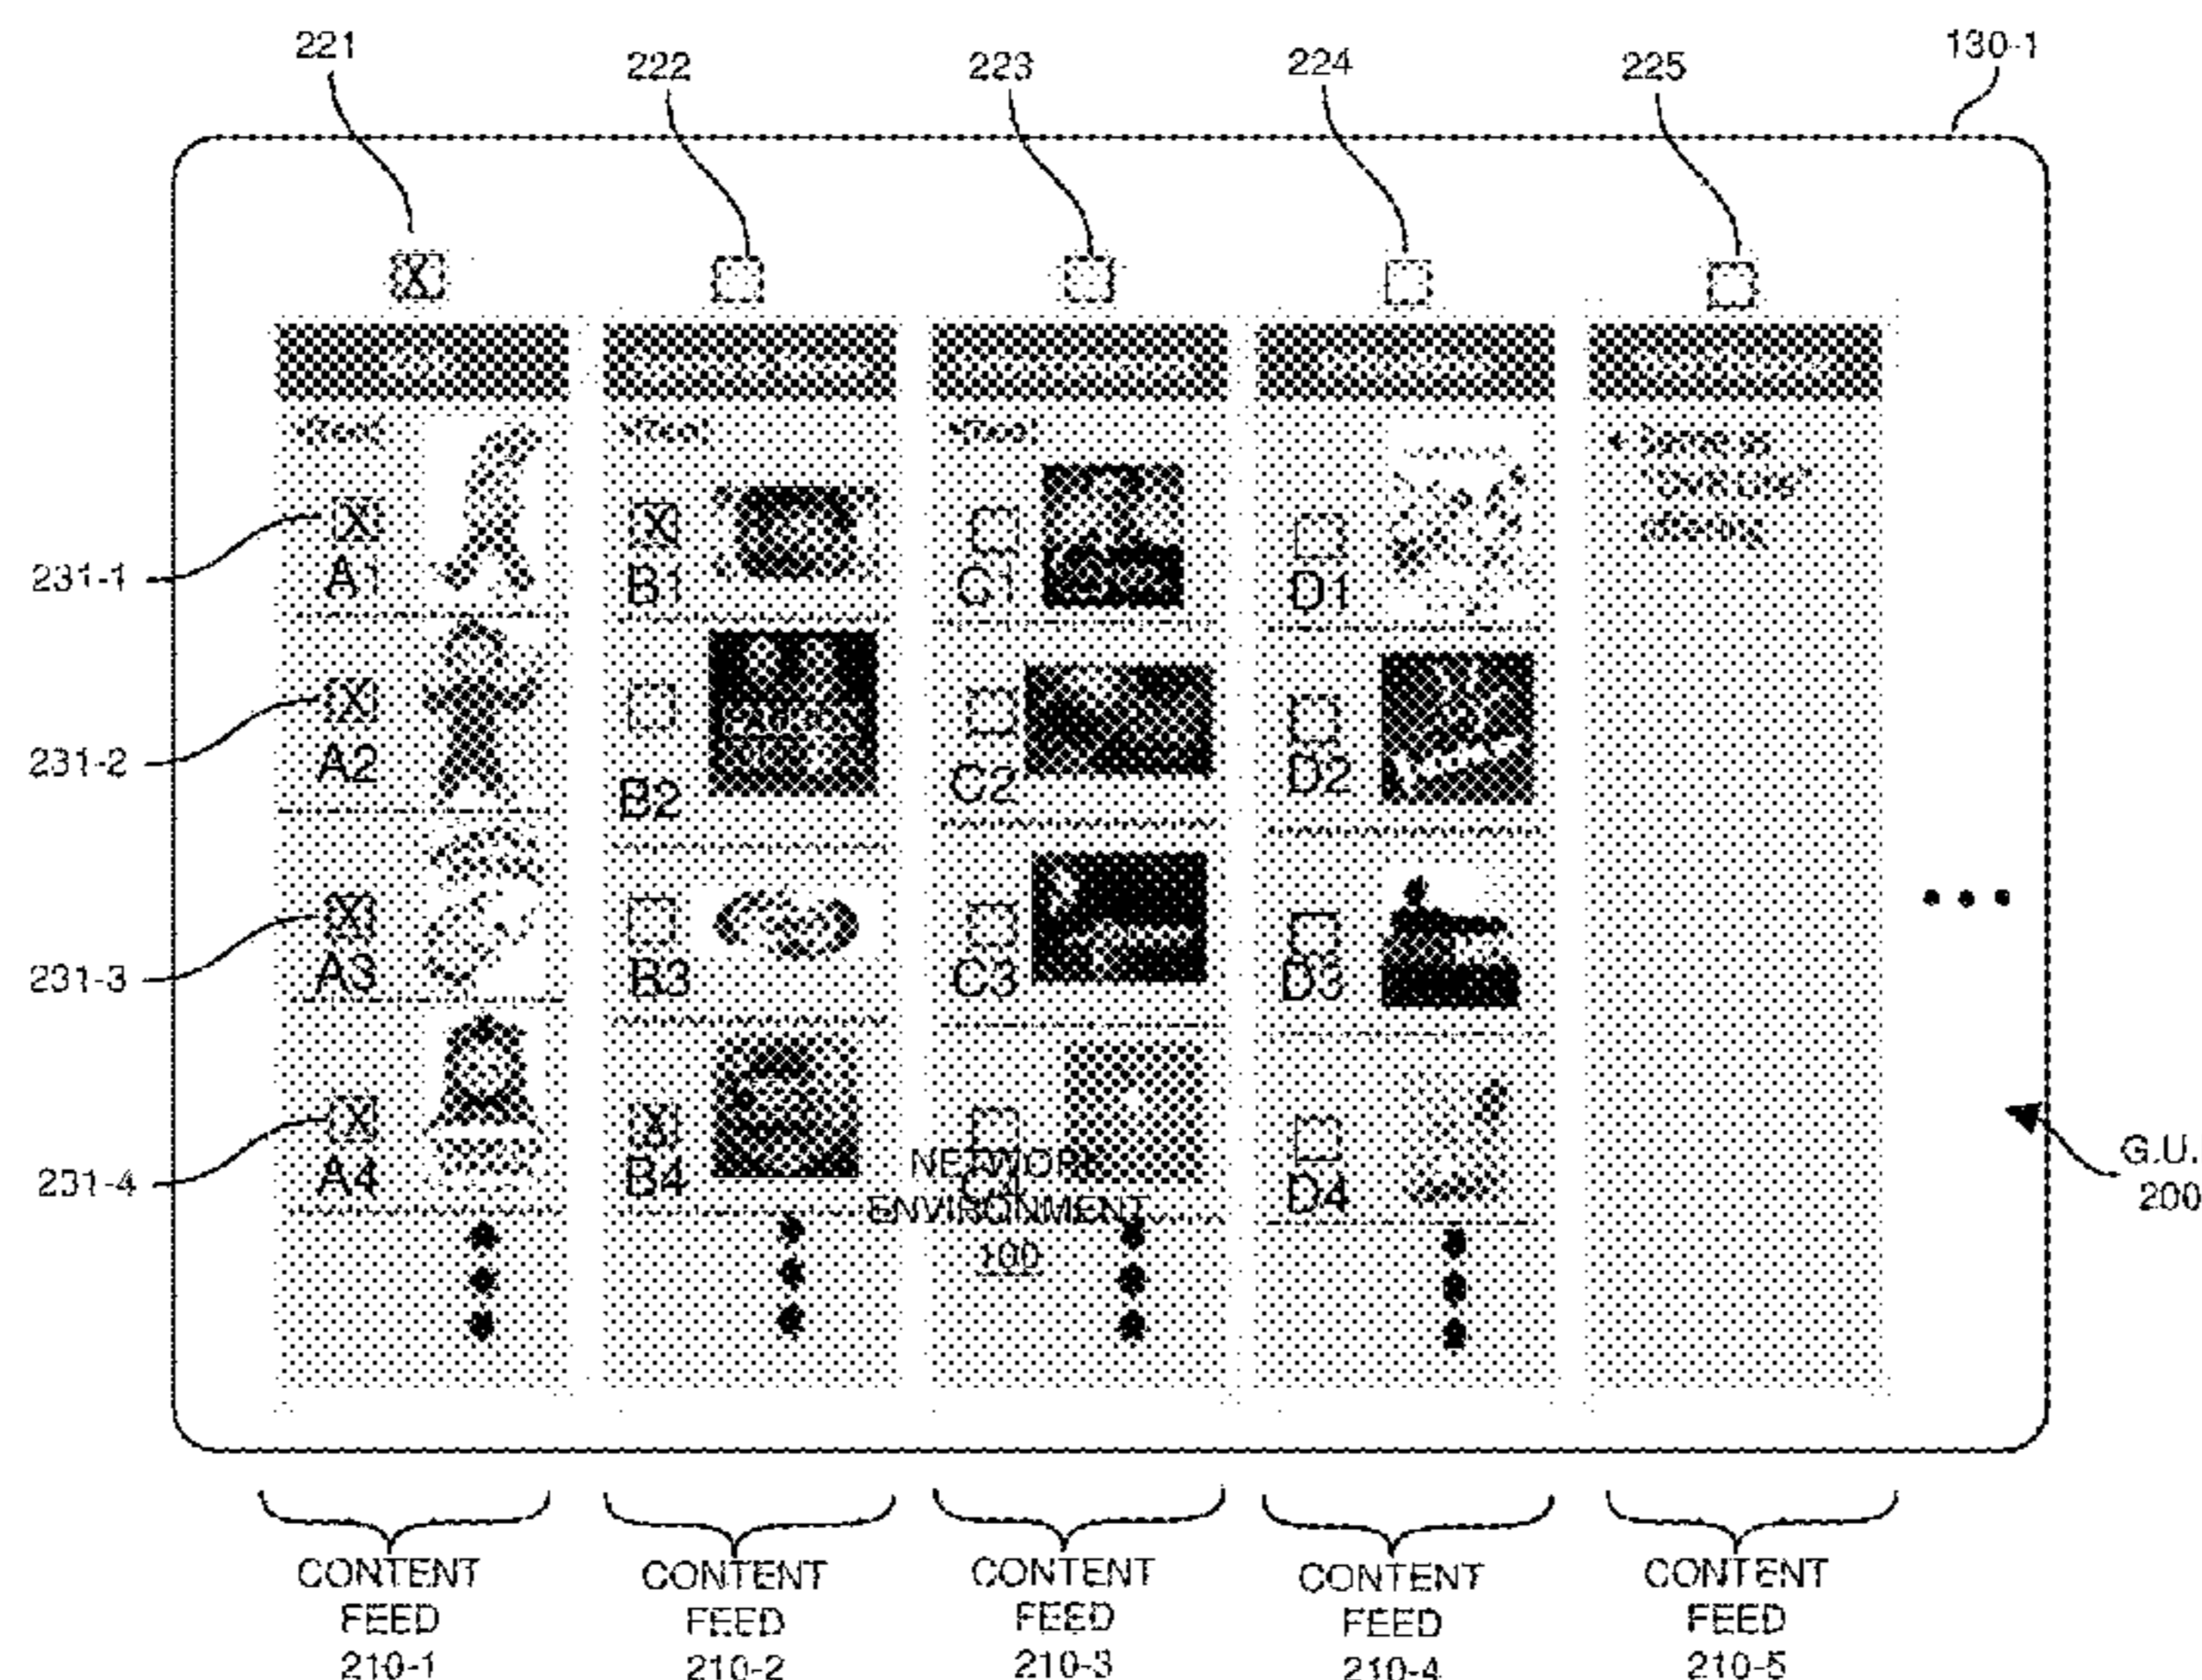 221
222
223
224
225
130-1
X
X
A1
X
B1
C1
D1
231-1
X
A2
B2
C2
D2
231-2
X
A3
B3
C3
D3
231-3
X
A4
X
B4
C4
D4
231-4
NETWORK
ENVIRONMENT
100
G.U.I.
200
CONTENT
FEED
210-1
CONTENT
FEED
210-2
CONTENT
FEED
210-3
CONTENT
FEED
210-4
CONTENT
FEED
210-5